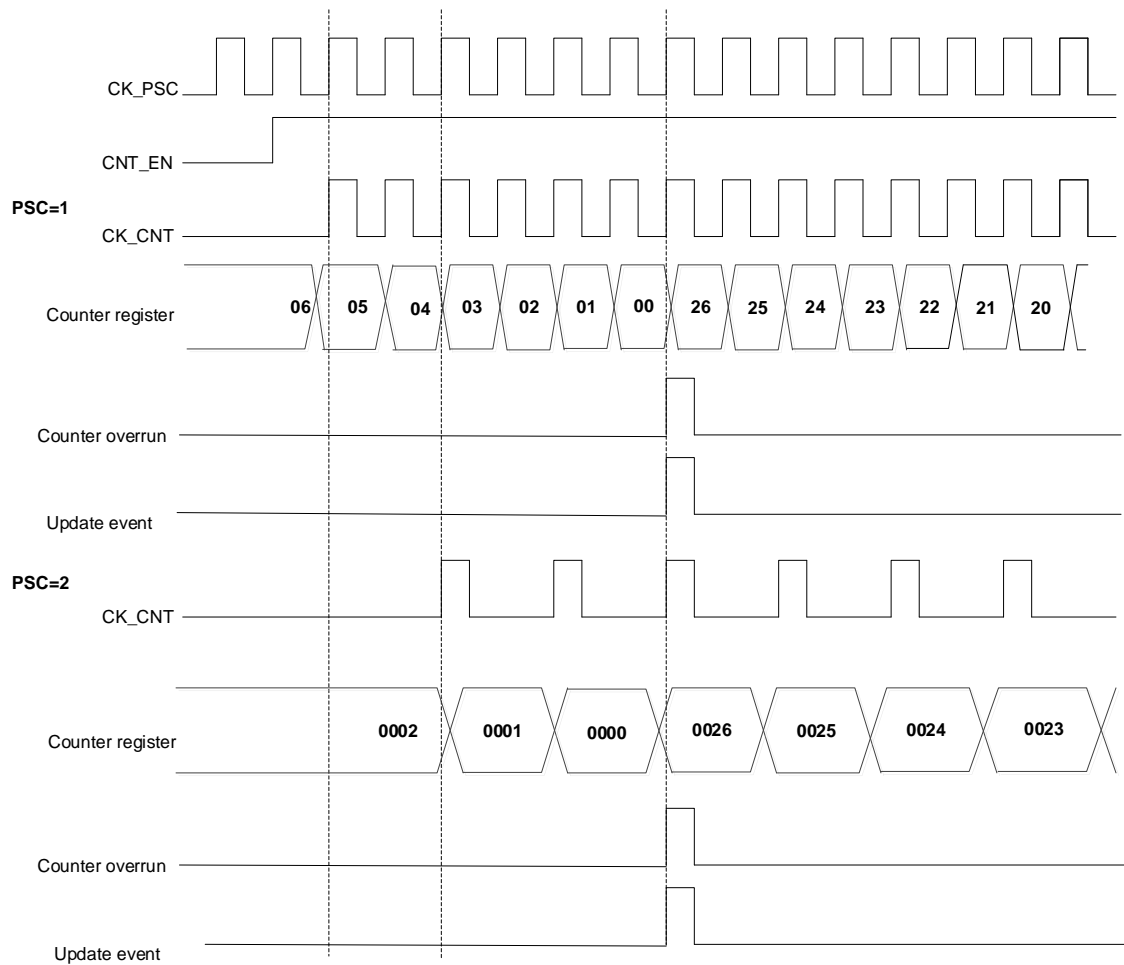 CK_PSC
CNT_EN
PSC=1
CK_CNT
Counter register 06 05 04 03 02 01 00 26 25 24 23 22 21 20
Counter overrun
Update event
PSC=2
CK_CNT
Counter register 0002 0001 0000 0026 0025 0024 0023
Counter overrun
Update event